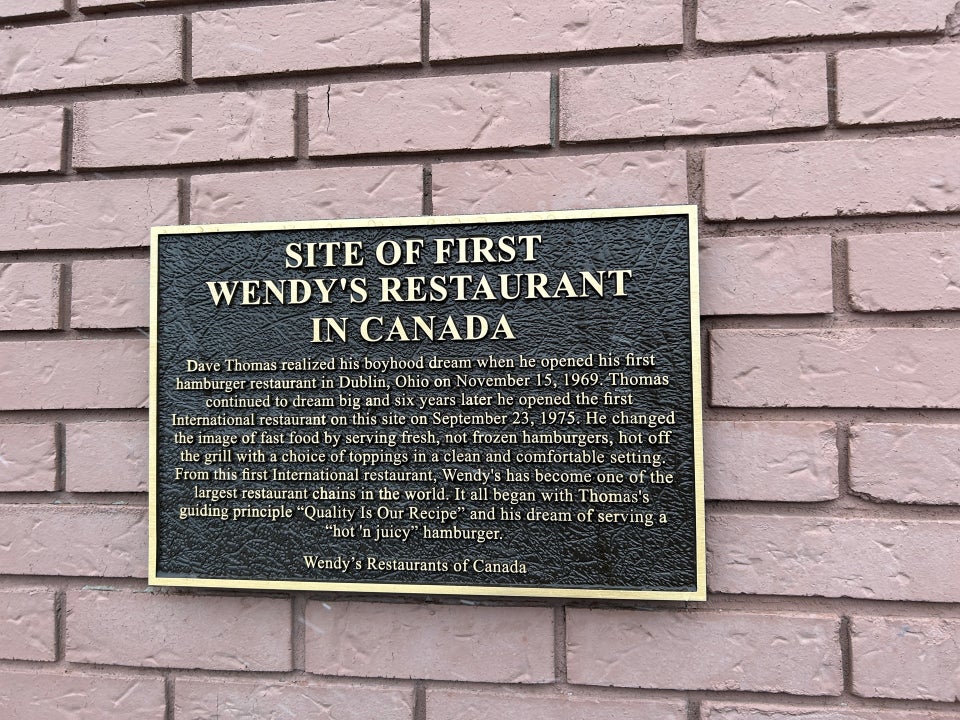 SITE OF FIRST
WENDY'S RESTAURANT
IN CANADA
Dave Thomas realized his boyhood dream when he opened his first
hamburger restaurant in Dublin, Ohio on November 15, 1969. Thomas
continued to dream big and six years later he opened the first
International restaurant on this site on September 23, 1975. He changed
the image of fast food by serving fresh, not frozen hamburgers, hot off
the grill with a choice of toppings in a clean and comfortable setting.
From this first International restaurant, Wendy's has become one of the
largest restaurant chains in the world. It all began with Thomas's
guiding principle “Quality Is Our Recipe” and his dream of serving a
“hot 'n juicy” hamburger.
Wendy’s Restaurants of Canada